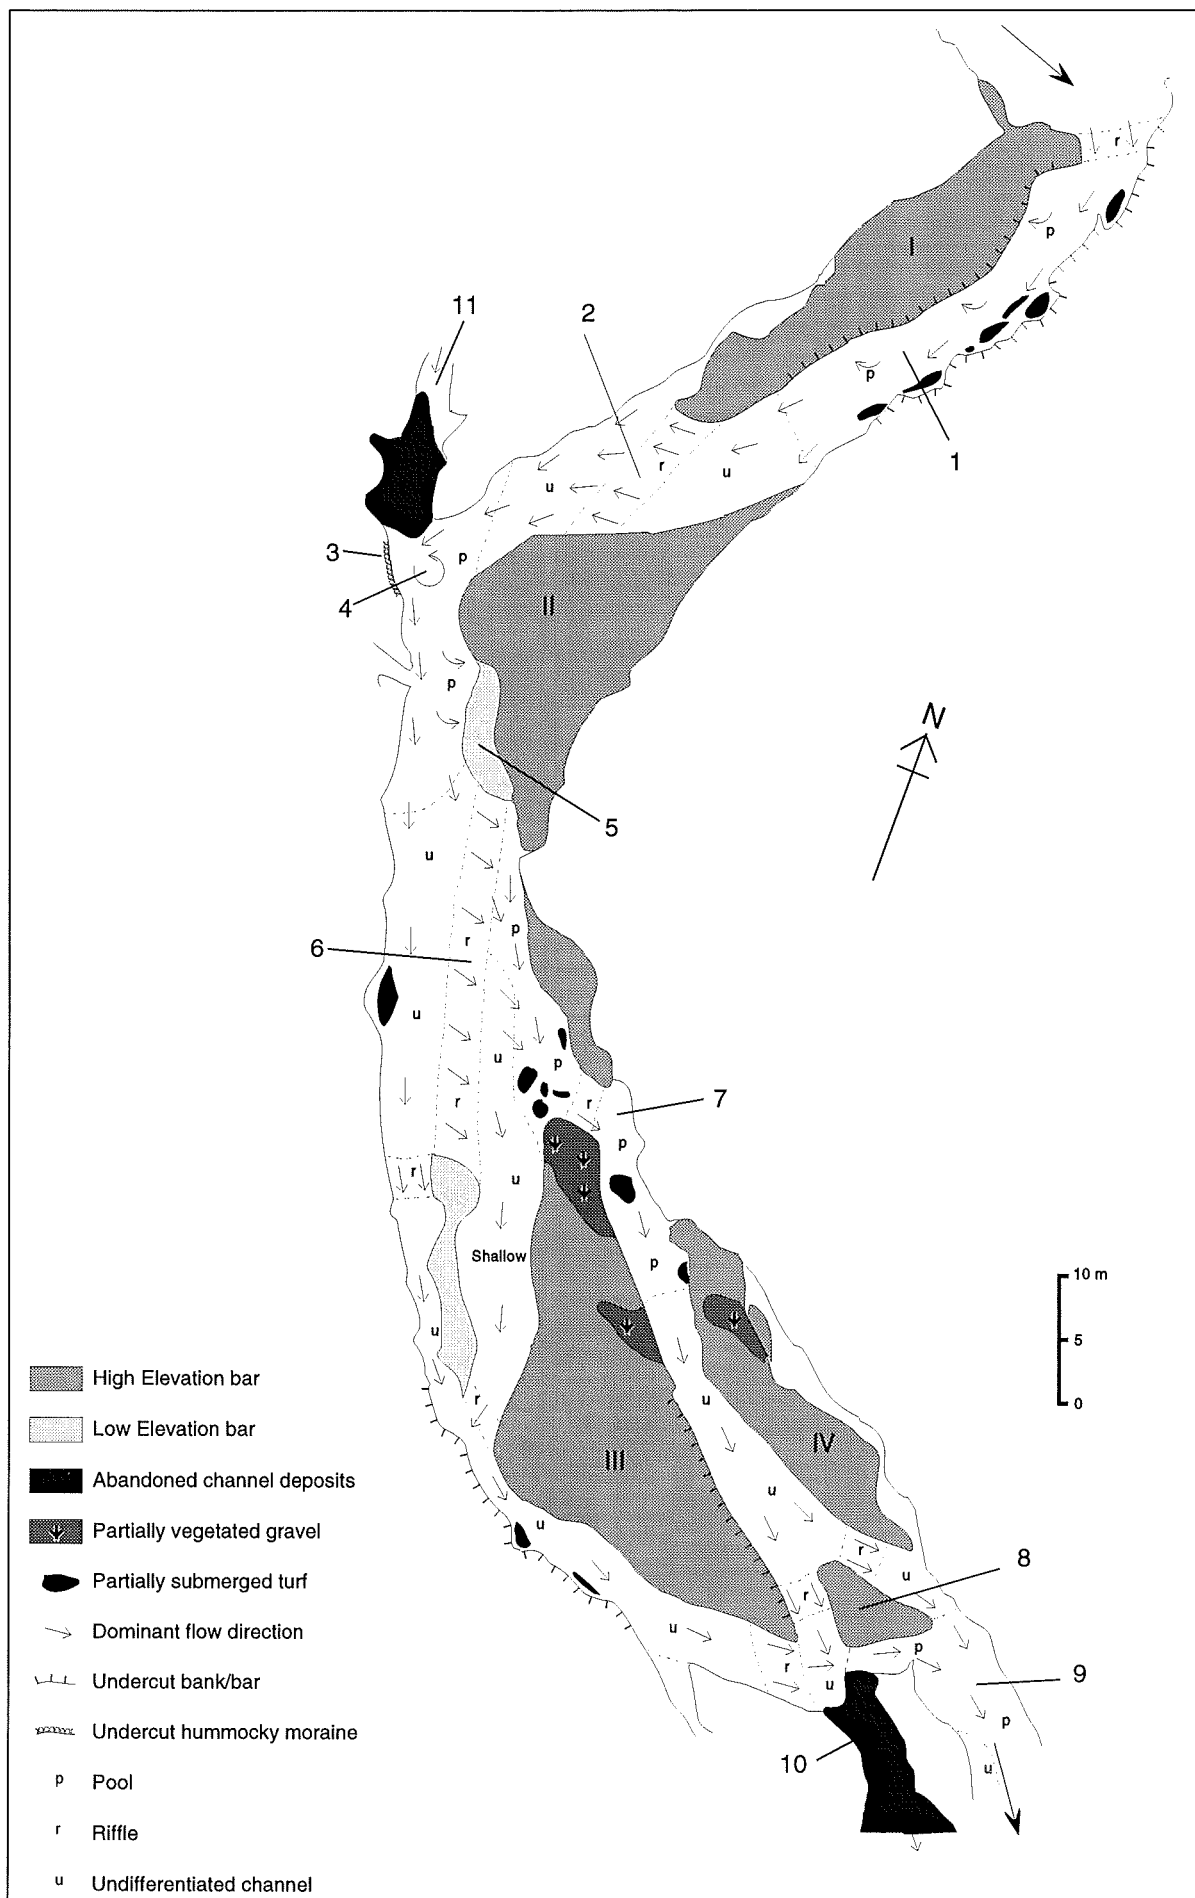 r
I
p
11
2
p
1
r
u
u
3
p
4
II
p
N
5
u
6
r
p
u
u
p
r
r
7
p
r
u
Shallow
p
10 m
5
0
u
r
u
High Elevation bar
Low Elevation bar
IV
III
Abandoned channel deposits
u
Partially vegetated gravel
u
r
8
u
Partially submerged turf
r
Dominant flow direction
u
p
r
9
Undercut bank/bar
u
p
Undercut hummocky moraine
10
u
p Pool
r Riffle
u Undifferentiated channel